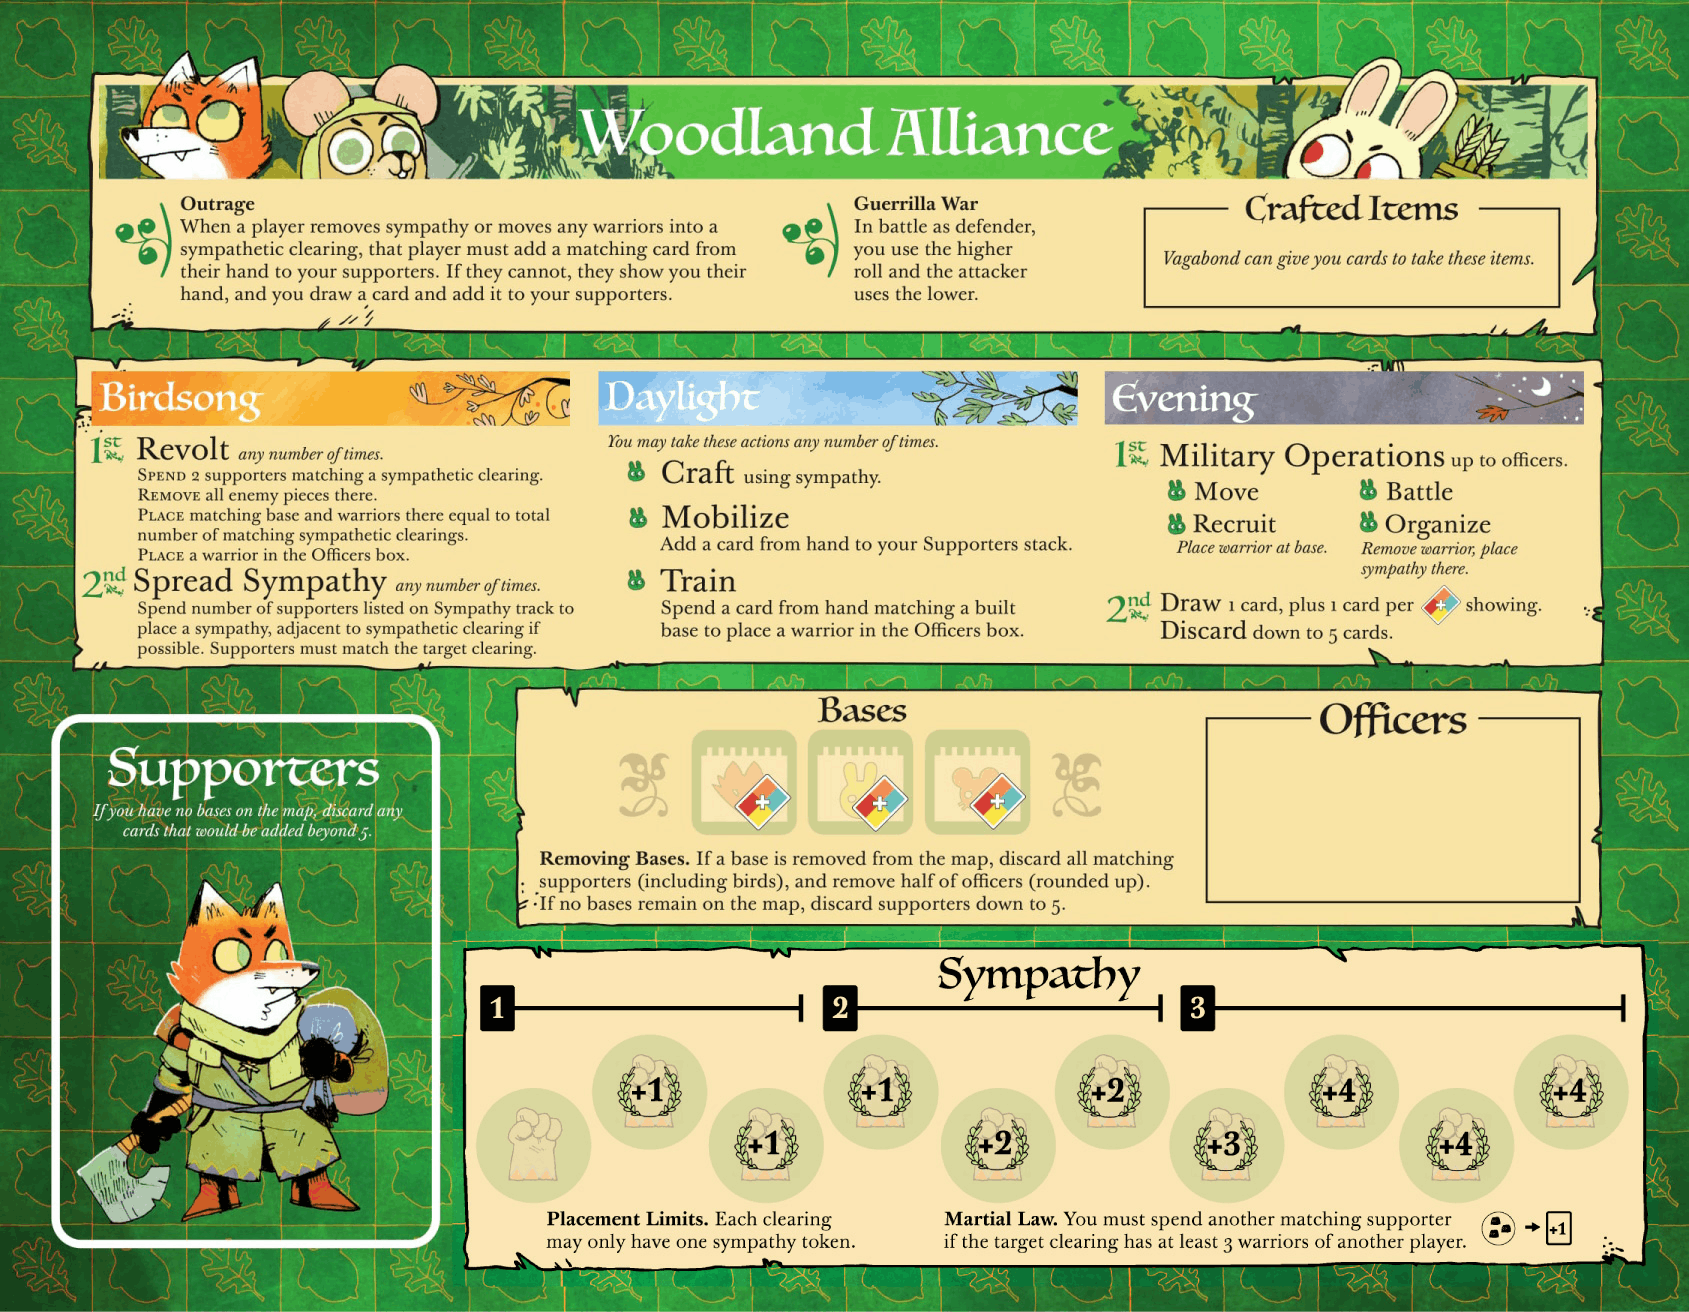 Woodland Alliance
Outrage
When a player removes sympathy or moves any warriors into a
sympathetic clearing, that player must add a matching card from
their hand to your supporters. If they cannot, they show you their
hand, and you draw a card and add it to your supporters.
Guerrilla War
In battle as defender,
you use the higher
roll and the attacker
uses the lower.
Crafted Items
Vagabond can give you cards to take these items.
Birdsong
1st Revolt any number of times.
SPEND 2 supporters matching a sympathetic clearing.
REMOVE all enemy pieces there.
PLACE matching base and warriors there equal to total
number of matching sympathetic clearings.
PLACE a warrior in the Officers box.
2nd Spread Sympathy any number of times.
Spend number of supporters listed on Sympathy track to
place a sympathy, adjacent to sympathetic clearing if
possible. Supporters must match the target clearing.
Daylight
You may take these actions any number of times.
Craft using sympathy.
Mobilize
Add a card from hand to your Supporters stack.
Train
Spend a card from hand matching a built
base to place a warrior in the Officers box.
Evening
1st Military Operations up to officers.
Move
Battle
Recruit
Place warrior at base.
Organize
Remove warrior, place
sympathy there.
2nd Draw 1 card, plus 1 card per + showing.
Discard down to 5 cards.
Supporters
If you have no bases on the map, discard any
cards that would be added beyond 5.
Bases
+ + +
Removing Bases. If a base is removed from the map, discard all matching
supporters (including birds), and remove half of officers (rounded up).
If no bases remain on the map, discard supporters down to 5.
Officers
Sympathy
1 2 3
+1 +1 +1 +2 +2 +3 +4 +4 +4
Placement Limits. Each clearing
may only have one sympathy token.
Martial Law. You must spend another matching supporter
if the target clearing has at least 3 warriors of another player.
+1